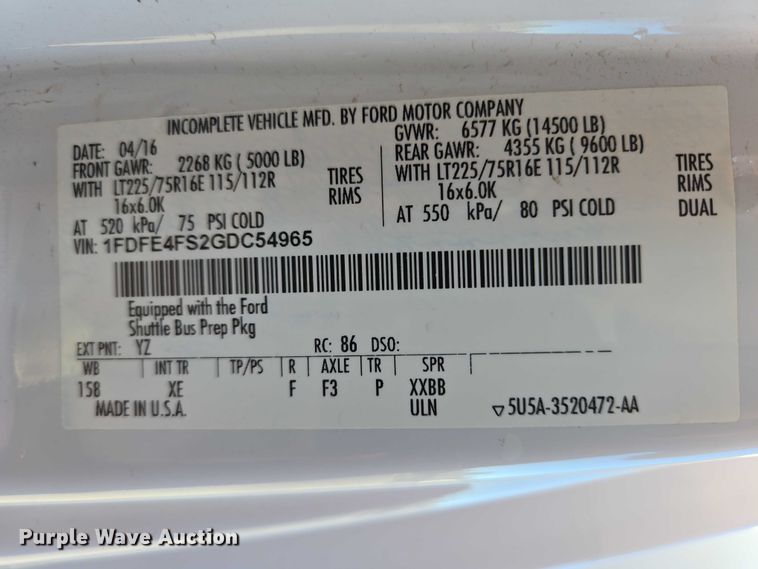 INCOMPLETE VEHICLE MFD. BY FORD MOTOR COMPANY
DATE: 04/16 GVWR: 6577 KG (14500 LB)
FRONT GAWR: 2268 KG ( 5000 LB) REAR GAWR: 4355 KG ( 9600 LB)
WITH LT225/75R16E 115/112R TIRES WITH LT225/75R16E 115/112R TIRES
16x6.0K RIMS 16x6.0K RIMS
AT 520 kPa/ 75 PSI COLD AT 550 kPa/ 80 PSI COLD DUAL
VIN: 1FDFE4FS2GDC54965
Equipped with the Ford
Shuttle Bus Prep Pkg
EXT PNT: YZ RC: 86 DSO:
WB INT TR TP/PS R AXLE TR SPR
158 XE F F3 P XXBB
MADE IN U.S.A. ULN ▽5U5A-3520472-AA
Purple Wave Auction